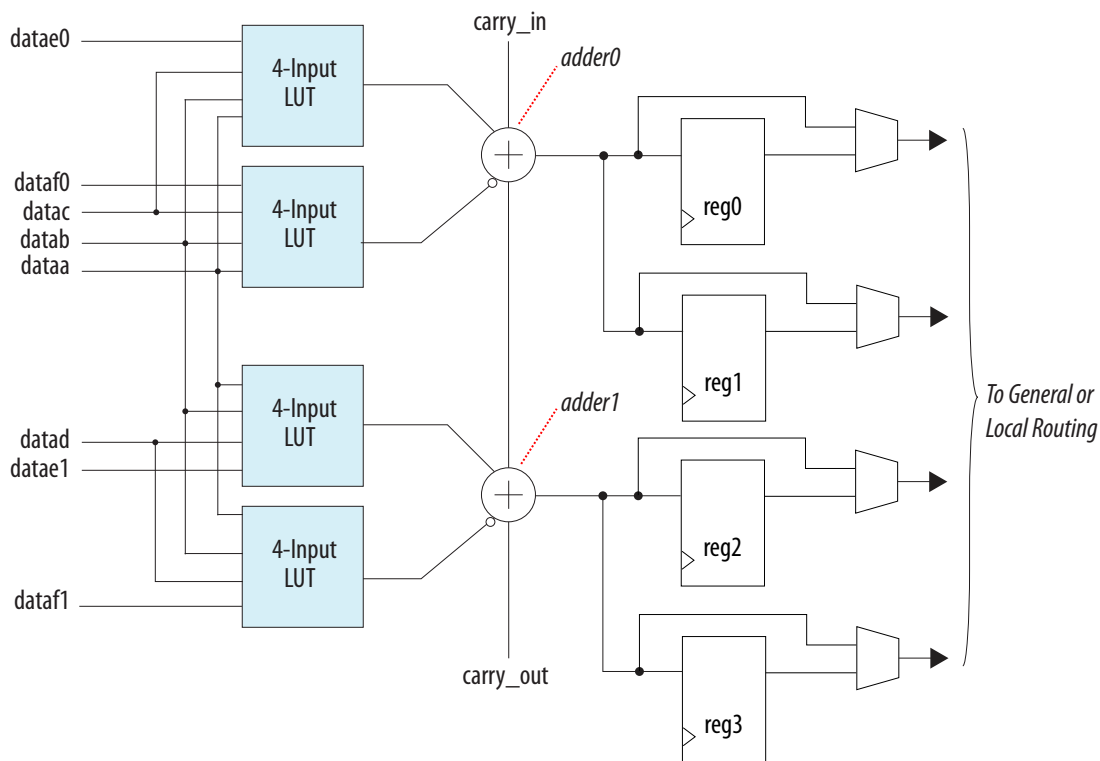 carry_in
datae0
adder0
4-Input
LUT
dataf0
datac
datab
dataa
4-Input
LUT
reg0
reg1
To General or
Local Routing
4-Input
LUT
adder1
datad
datae1
4-Input
LUT
reg2
dataf1
carry_out
reg3